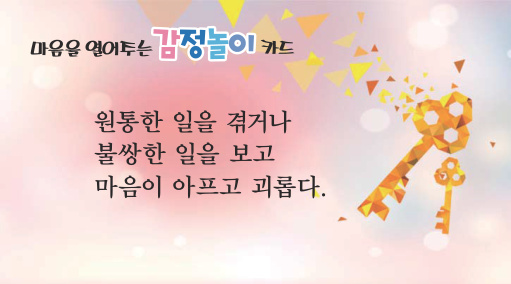 마음을 열어주는 감정놀이 카드
원통한 일을 겪거나
불쌍한 일을 보고
마음이 아프고 괴롭다.